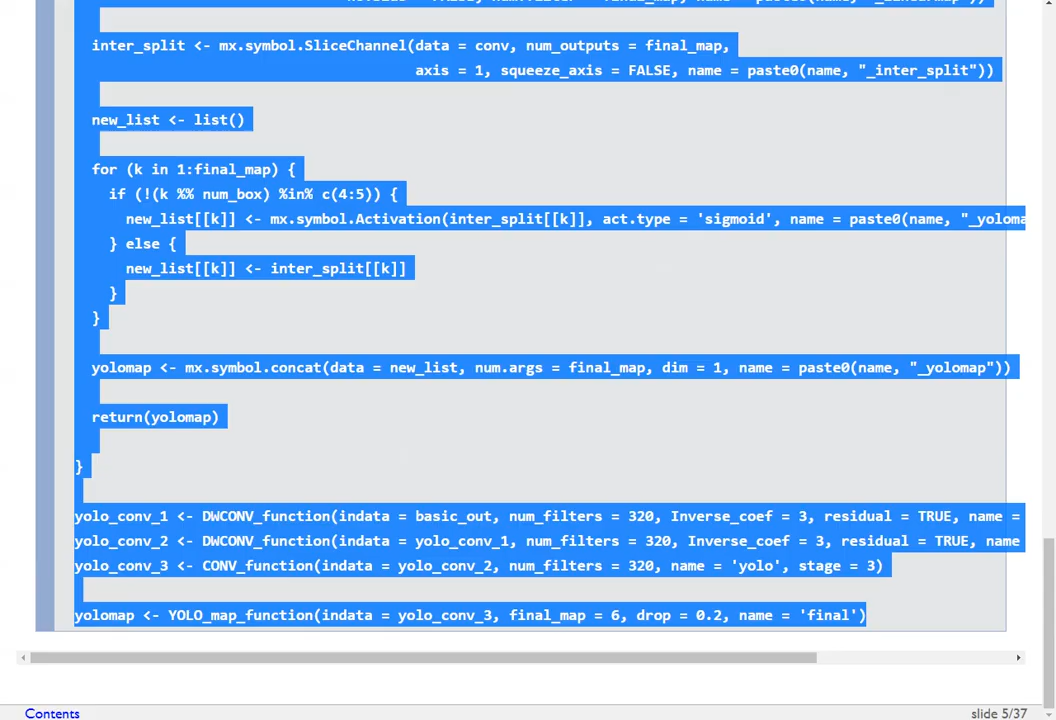 inter_split <- mx.symbol.SliceChannel(data = conv, num_outputs = final_map,
axis = 1, squeeze_axis = FALSE, name = paste0(name, "_inter_split"))
new_list <- list()
for (k in 1:final_map) {
if (!(k %% num_box) %in% c(4:5)) {
new_list[[k]] <- mx.symbol.Activation(inter_split[[k]], act.type = 'sigmoid', name = paste0(name, "_yoloma
} else {
new_list[[k]] <- inter_split[[k]]
}
}
yolomap <- mx.symbol.concat(data = new_list, num.args = final_map, dim = 1, name = paste0(name, "_yolomap"))
return(yolomap)
}
yolo_conv_1 <- DWCONV_function(indata = basic_out, num_filters = 320, Inverse_coef = 3, residual = TRUE, name =
yolo_conv_2 <- DWCONV_function(indata = yolo_conv_1, num_filters = 320, Inverse_coef = 3, residual = TRUE, name
yolo_conv_3 <- CONV_function(indata = yolo_conv_2, num_filters = 320, name = 'yolo', stage = 3)
yolomap <- YOLO_map_function(indata = yolo_conv_3, final_map = 6, drop = 0.2, name = 'final')
Contents
slide 5/37